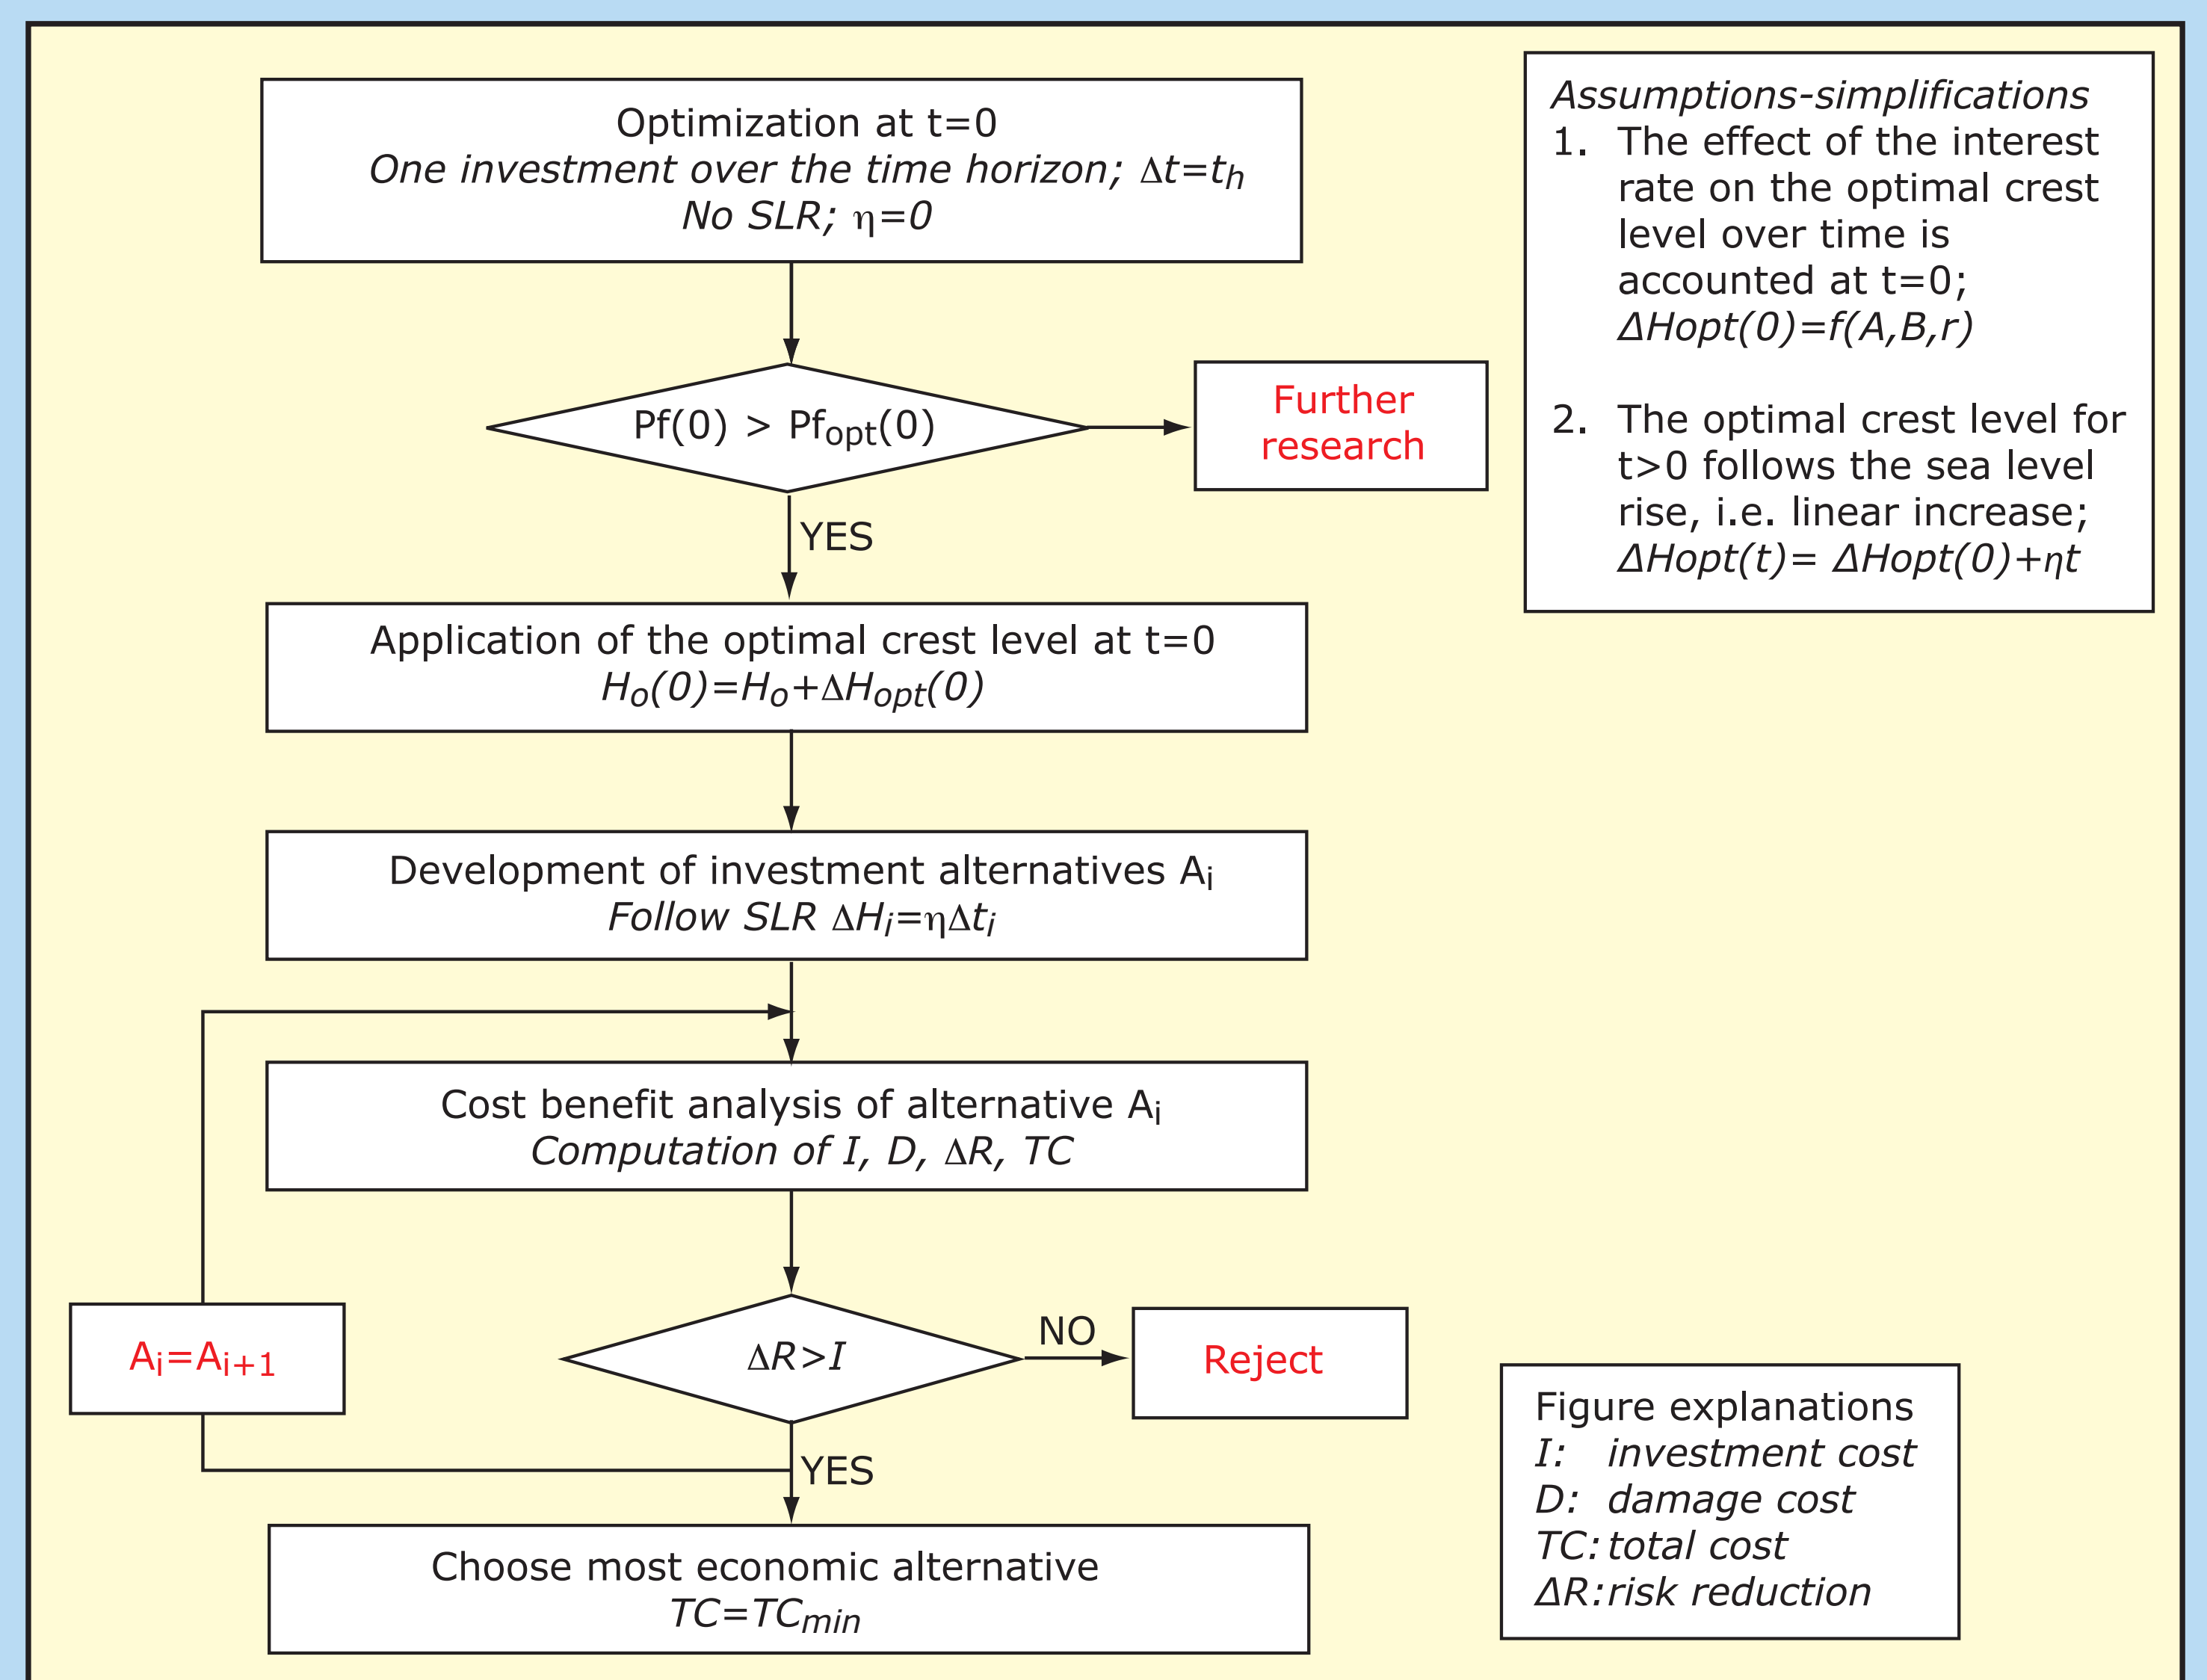 Optimization at t=0
One investment over the time horizon; Δt=th
No SLR; η=0
Pf(0) > Pfopt(0)
Further
research
YES
Application of the optimal crest level at t=0
Ho(0)=Ho+ΔHopt(0)
Development of investment alternatives Ai
Follow SLR ΔHi=ηΔti
Cost benefit analysis of alternative Ai
Computation of I, D, ΔR, TC
Ai=Ai+1
ΔR>I
NO
Reject
YES
Choose most economic alternative
TC=TCmin
Assumptions-simplifications
1. The effect of the interest
rate on the optimal crest
level over time is
accounted at t=0;
ΔHopt(0)=f(A,B,r)
2. The optimal crest level for
t>0 follows the sea level
rise, i.e. linear increase;
ΔHopt(t)= ΔHopt(0)+ηt
Figure explanations
I: investment cost
D: damage cost
TC: total cost
ΔR: risk reduction